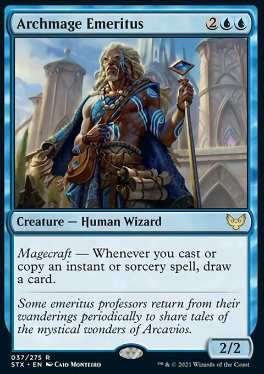 Archmage Emeritus 2
Creature — Human Wizard
Magecraft — Whenever you cast or
copy an instant or sorcery spell, draw
a card.
Some emeritus professors return from their
wanderings periodically to share tales of
the mystical wonders of Arcavios.
2/2
037/275 R
STX • EN Caio Monteiro
™ & © 2021 Wizards of the Coast